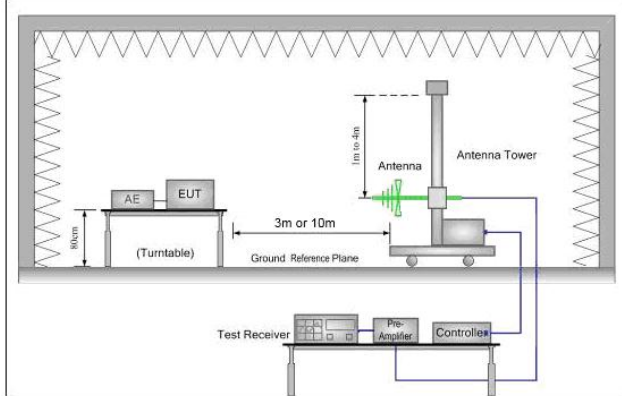 1m to 4m
Antenna
Antenna Tower
AE
EUT
80cm
(Turntable)
3m or 10m
Ground Reference Plane
Test Receiver
Pre-
Amplifier
Controller